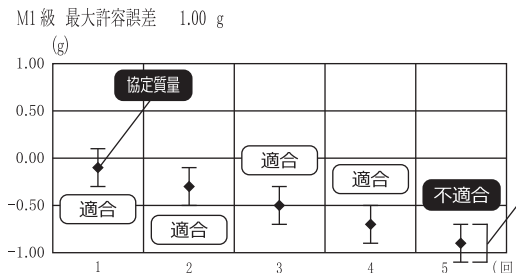 M1級 最大許容誤差 1.00 g
(g)
1.00
0.50
0.00
-0.50
-1.00
協定質量
適合
適合
適合
適合
不適合
1 2 3 4 5 (回